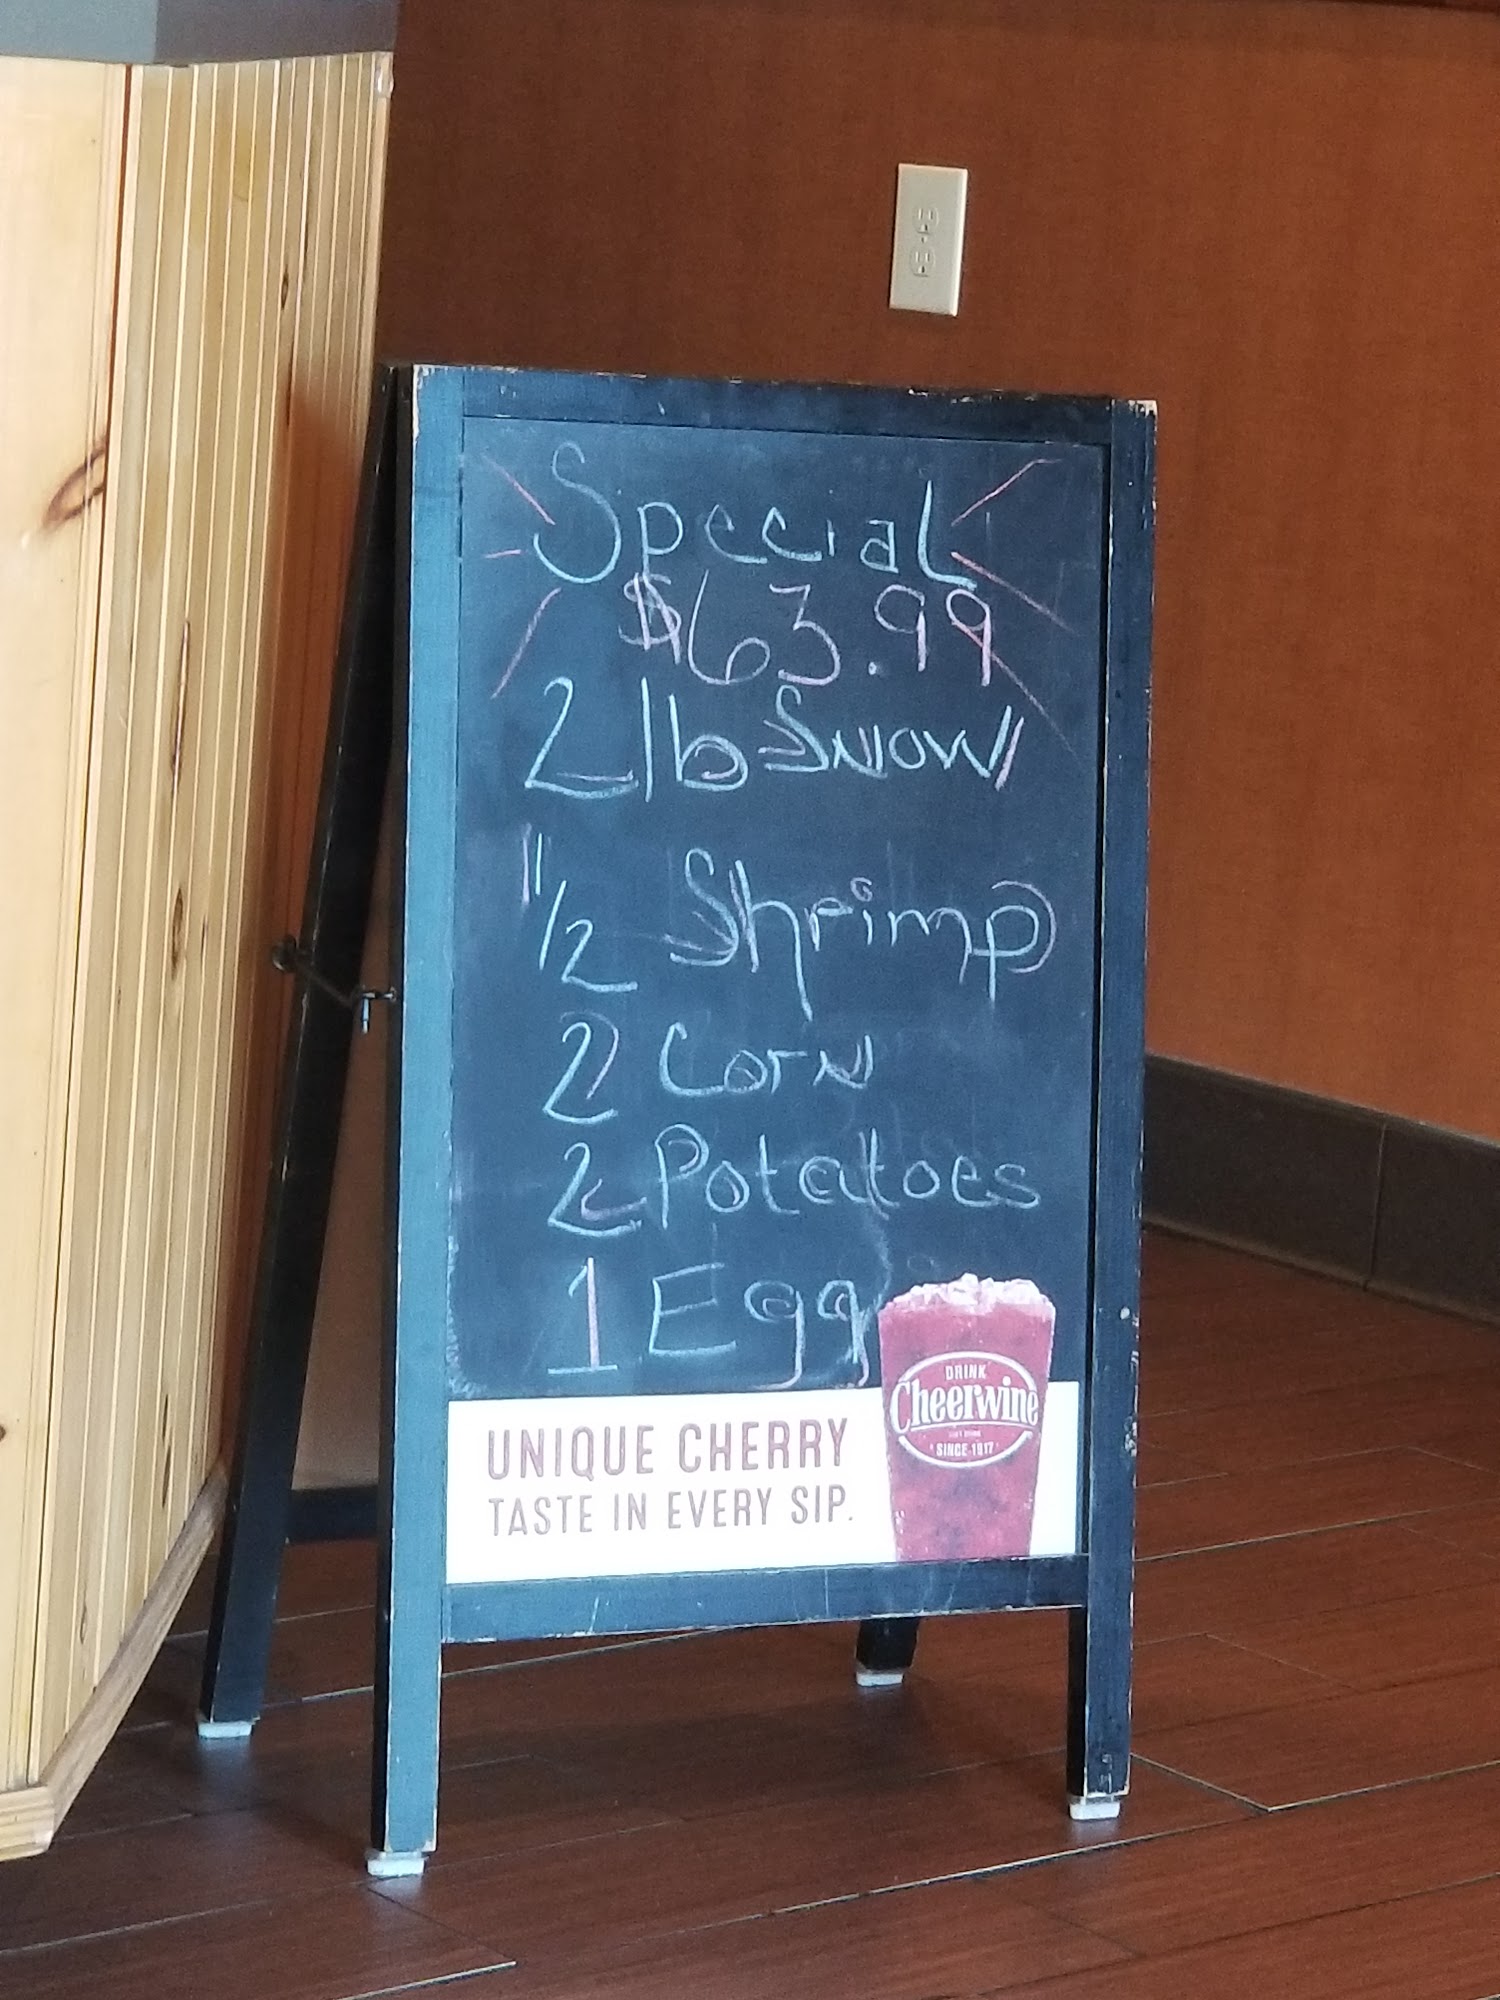 Special
$63.99
2 lb Snow
1/2 Shrimp
2 Corn
2 Potatoes
1 Egg
UNIQUE CHERRY
TASTE IN EVERY SIP.
DRINK
Cheerwine
SINCE 1917